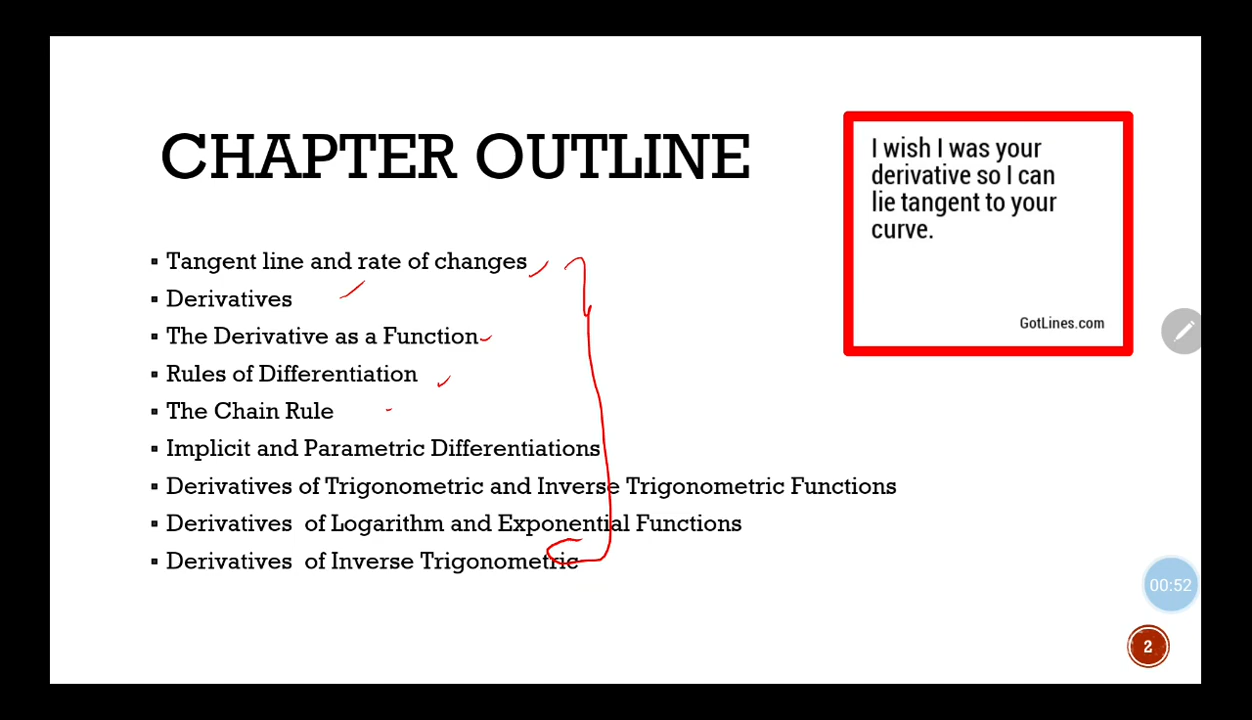 CHAPTER OUTLINE
I wish I was your
derivative so I can
lie tangent to your
curve.
GotLines.com
▪ Tangent line and rate of changes
▪ Derivatives
▪ The Derivative as a Function
▪ Rules of Differentiation
▪ The Chain Rule
▪ Implicit and Parametric Differentiations
▪ Derivatives of Trigonometric and Inverse Trigonometric Functions
▪ Derivatives of Logarithm and Exponential Functions
▪ Derivatives of Inverse Trigonometric
00:52
2